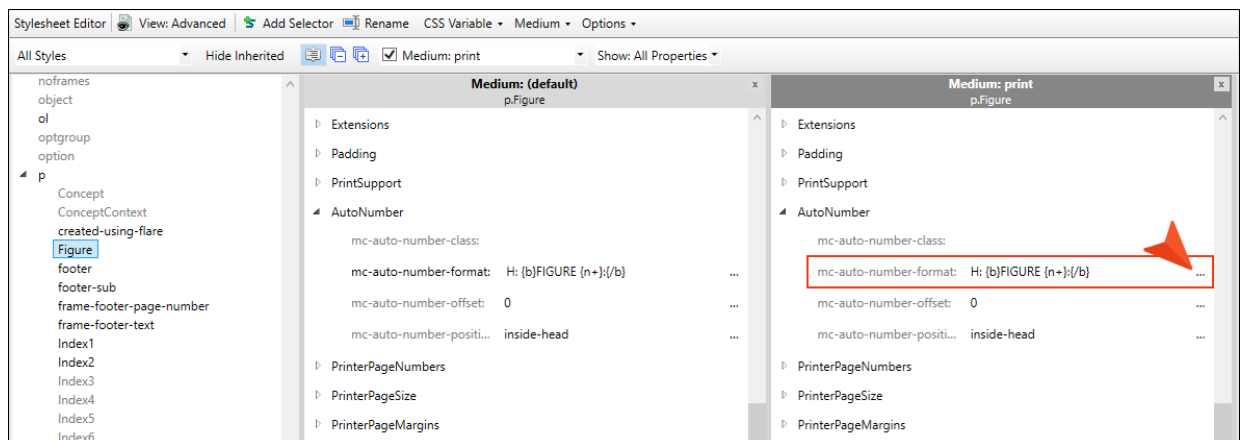 Stylesheet Editor View: Advanced Add Selector Rename CSS Variable Medium Options
All Styles Hide Inherited Medium: print Show: All Properties
noframes
object
ol
optgroup
option
p
Concept
ConceptContext
created-using-flare
Figure
footer
footer-sub
frame-footer-page-number
frame-footer-text
Index1
Index2
Index3
Index4
Index5
Index6
Medium: (default)
p.Figure
Extensions
Padding
PrintSupport
AutoNumber
mc-auto-number-class:
mc-auto-number-format: H: {b}FIGURE {n+}:{/b} ...
mc-auto-number-offset: 0 ...
mc-auto-number-positi... inside-head ...
PrinterPageNumbers
PrinterPageSize
PrinterPageMargins
Medium: print
p.Figure
Extensions
Padding
PrintSupport
AutoNumber
mc-auto-number-class:
mc-auto-number-format: H: {b}FIGURE {n+}:{/b} ...
mc-auto-number-offset: 0 ...
mc-auto-number-positi... inside-head ...
PrinterPageNumbers
PrinterPageSize
PrinterPageMargins